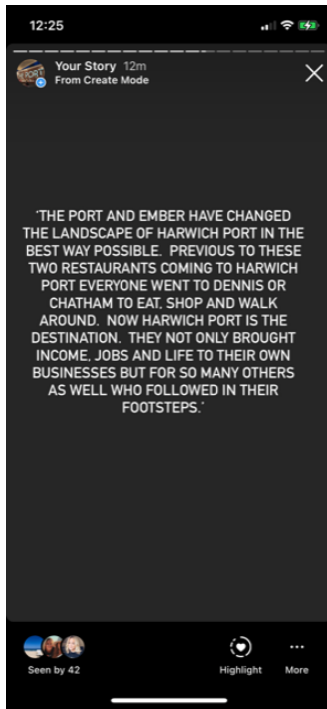 12:25
Your Story 12m
From Create Mode
"THE PORT AND EMBER HAVE CHANGED
THE LANDSCAPE OF HARWICH PORT IN THE
BEST WAY POSSIBLE.  PREVIOUS TO THESE
TWO RESTAURANTS COMING TO HARWICH
PORT EVERYONE WENT TO DENNIS OR
CHATHAM TO EAT, SHOP AND WALK
AROUND.  NOW HARWICH PORT IS THE
DESTINATION.  THEY NOT ONLY BROUGHT
INCOME, JOBS AND LIFE TO THEIR OWN
BUSINESSES BUT FOR SO MANY OTHERS
AS WELL WHO FOLLOWED IN THEIR
FOOTSTEPS."
Seen by 42
Highlight
More